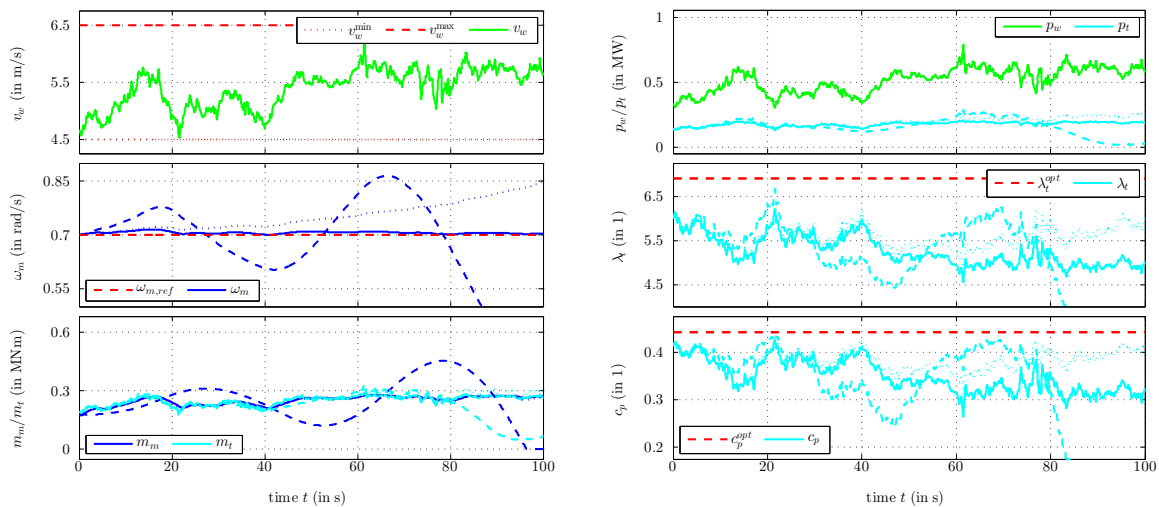 v_w (in m/s)
6.5
5.5
4.5
v_w^min v_w^max v_w
ω_m (in rad/s)
0.85
0.7
0.55
ω_m,ref ω_m
m_m/m_t (in MNm)
0.6
0.3
0
m_m m_t
0 20 40 60 80 100
time t (in s)
p_w/p_t (in MW)
1
0.5
0
p_w p_t
λ_t (in 1)
6.5
5.5
4.5
λ_t^opt λ_t
c_p (in 1)
0.4
0.3
0.2
c_p^opt c_p
0 20 40 60 80 100
time t (in s)